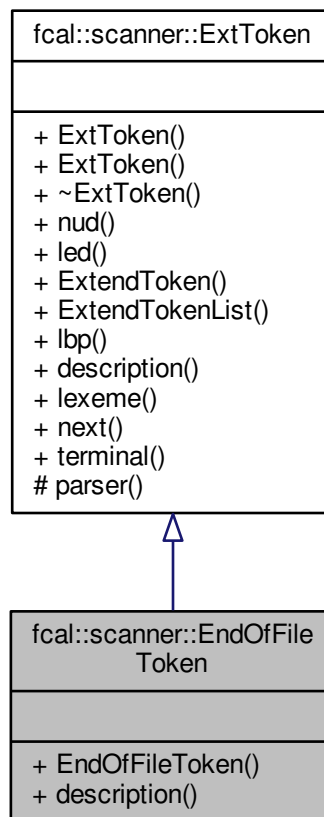 fcal::scanner::ExtToken
+ ExtToken()
+ ExtToken()
+ ~ExtToken()
+ nud()
+ led()
+ ExtendToken()
+ ExtendTokenList()
+ lbp()
+ description()
+ lexeme()
+ next()
+ terminal()
# parser()
fcal::scanner::EndOfFile
Token
+ EndOfFileToken()
+ description()